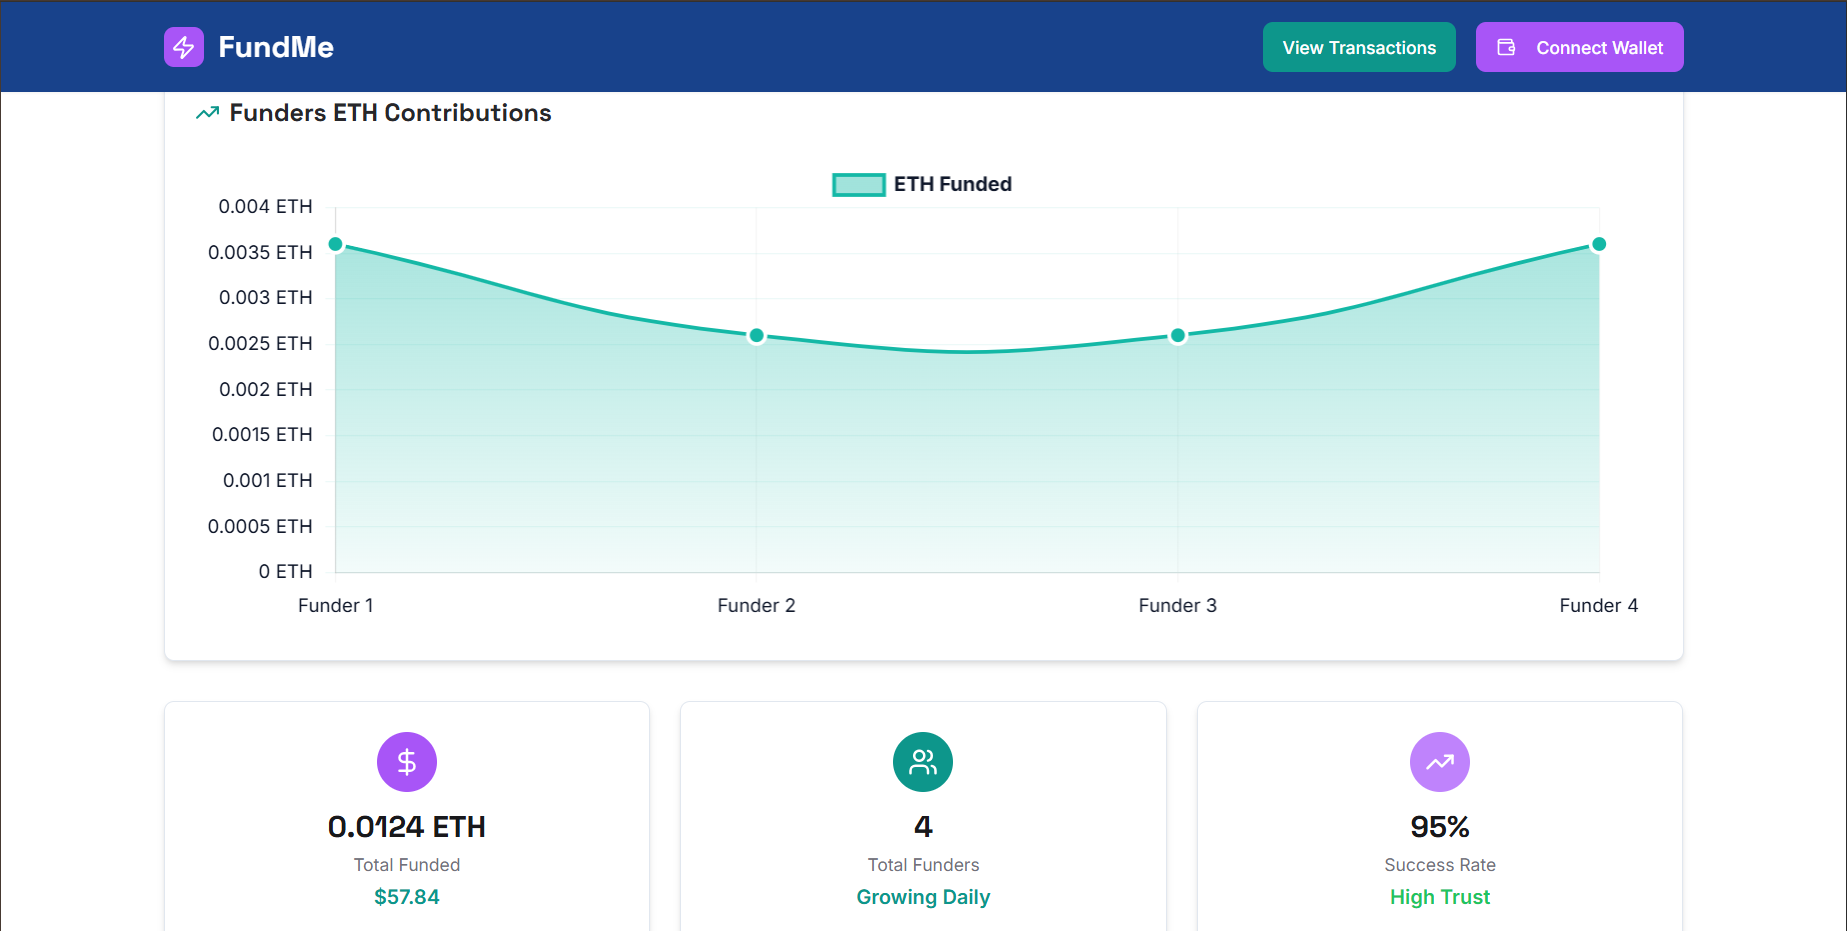 FundMe
View Transactions
Connect Wallet
Funders ETH Contributions
ETH Funded
0.004 ETH
0.0035 ETH
0.003 ETH
0.0025 ETH
0.002 ETH
0.0015 ETH
0.001 ETH
0.0005 ETH
0 ETH
Funder 1
Funder 2
Funder 3
Funder 4
0.0124 ETH
Total Funded
$57.84
4
Total Funders
Growing Daily
95%
Success Rate
High Trust